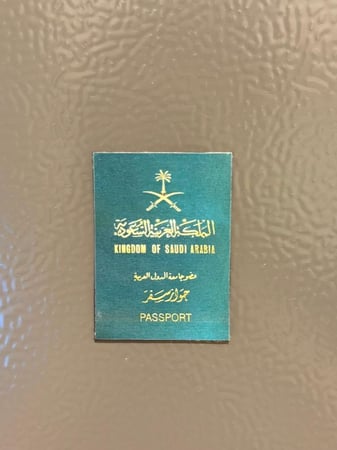 المملكة العربية السعودية
KINGDOM OF SAUDI ARABIA
عضو جامعة الدول العربية
جواز سفر
PASSPORT